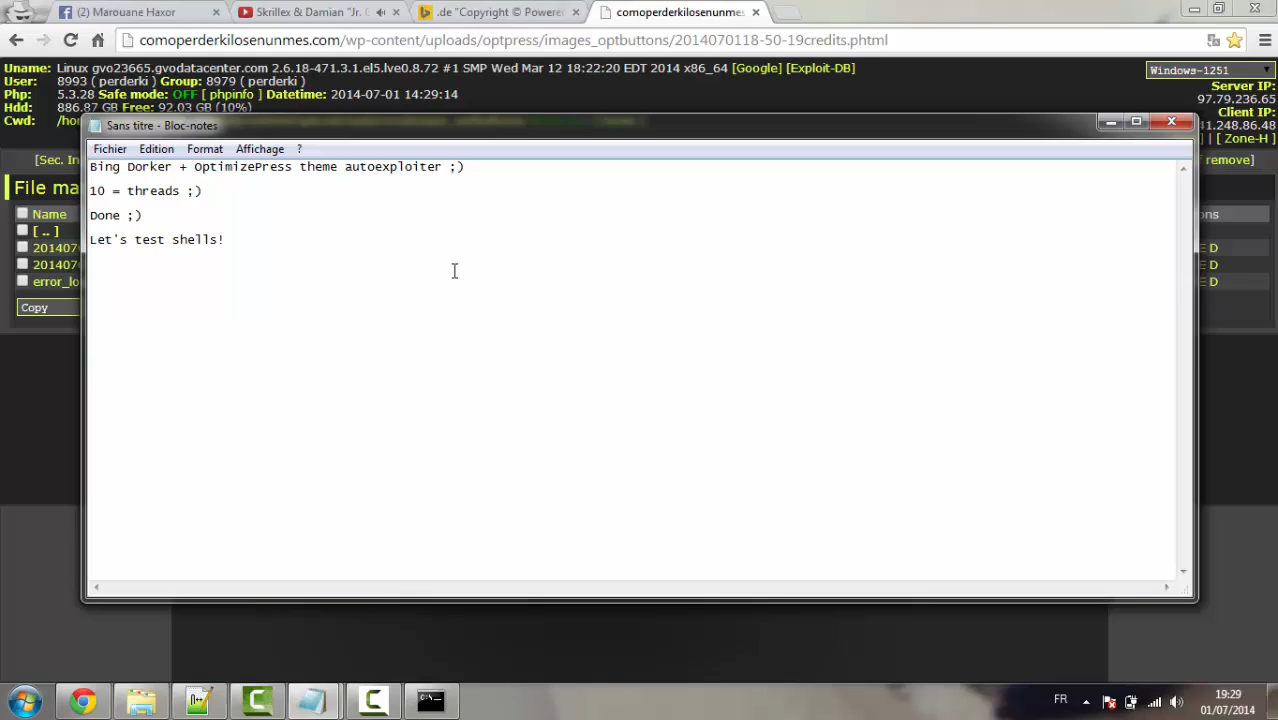 (2) Marouane Haxor
Skrillex & Damian "Jr. G
.de "Copyright © Powere
comoperderkilosenunmes
comoperderkilosenunmes.com/wp-content/uploads/optpress/images_optbuttons/2014070118-50-19credits.phtml
Uname: Linux gvo23665.gvodatacenter.com 2.6.18-471.3.1.el5.lve0.8.72 #1 SMP Wed Mar 12 18:22:20 EDT 2014 x86_64 [Google] [Exploit-DB]
Windows-1251
User: 8993 ( perderki ) Group: 8979 ( perderki )
Server IP:
Php: 5.3.28 Safe mode: OFF [ phpinfo ] Datetime: 2014-07-01 14:29:14
97.79.236.65
Hdd: 886.87 GB Free: 92.03 GB (10%)
Client IP:
Cwd: /ho
41.248.86.48
| [ Zone-H ]
Sans titre - Bloc-notes
Fichier Edition Format Affichage ?
Bing Dorker + OptimizePress theme autoexploiter ;)
10 = threads ;)
Done ;)
Let's test shells!
[Sec. In
f remove]
File ma
Name
ons
[ .. ]
201407
E D
201407
E D
error_lo
E D
Copy
FR
19:29
01/07/2014